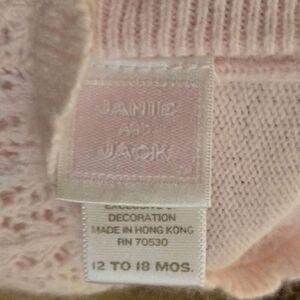 JANIE
AND
JACK
EXCLUSIVE OF
DECORATION
MADE IN HONG KONG
RN 70530
12 TO 18 MOS.